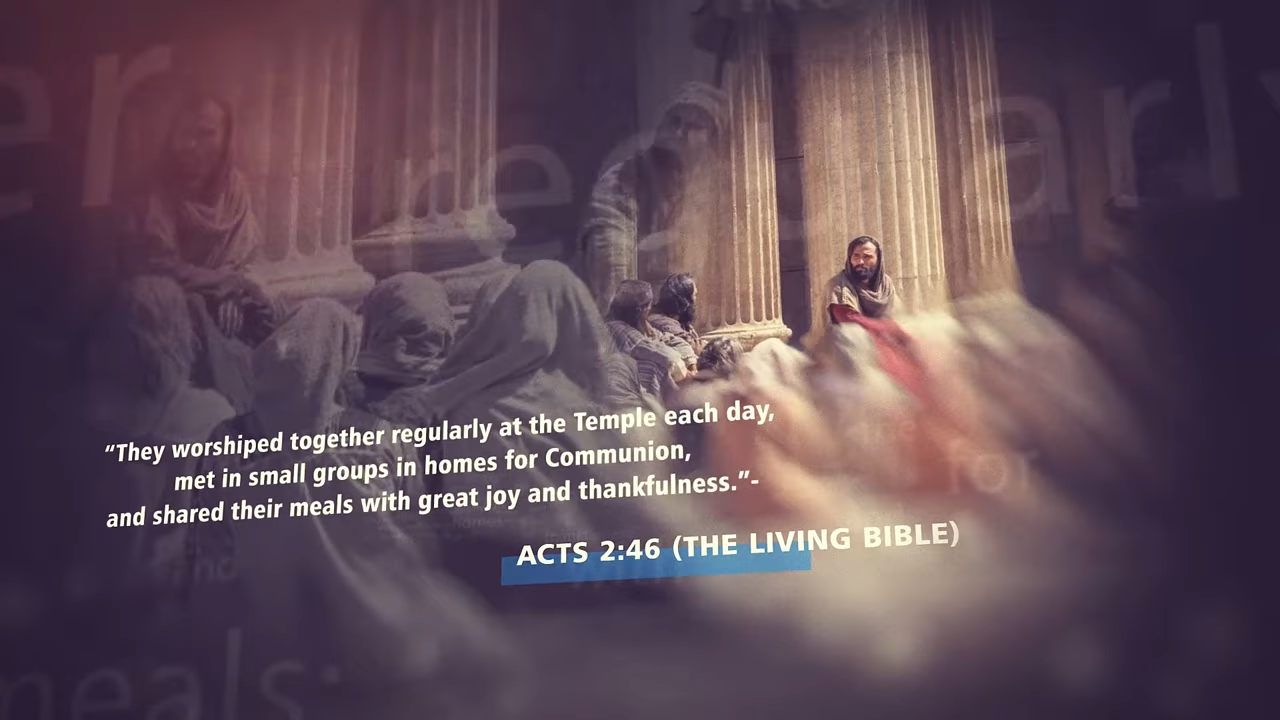 “They worshiped together regularly at the Temple each day,
met in small groups in homes for Communion,
and shared their meals with great joy and thankfulness.”-
ACTS 2:46 (THE LIVING BIBLE)
meals